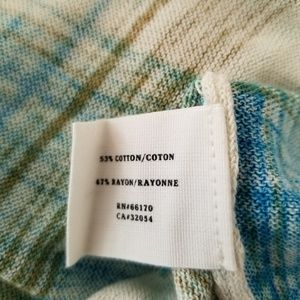 53% COTTON/COTON
47% RAYON/RAYONNE
RN#66170
CA#32054